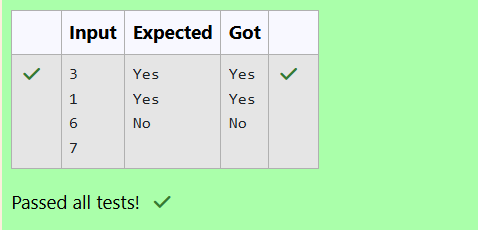 Input Expected Got
3 Yes Yes
1 Yes Yes
6 No No
7
Passed all tests!